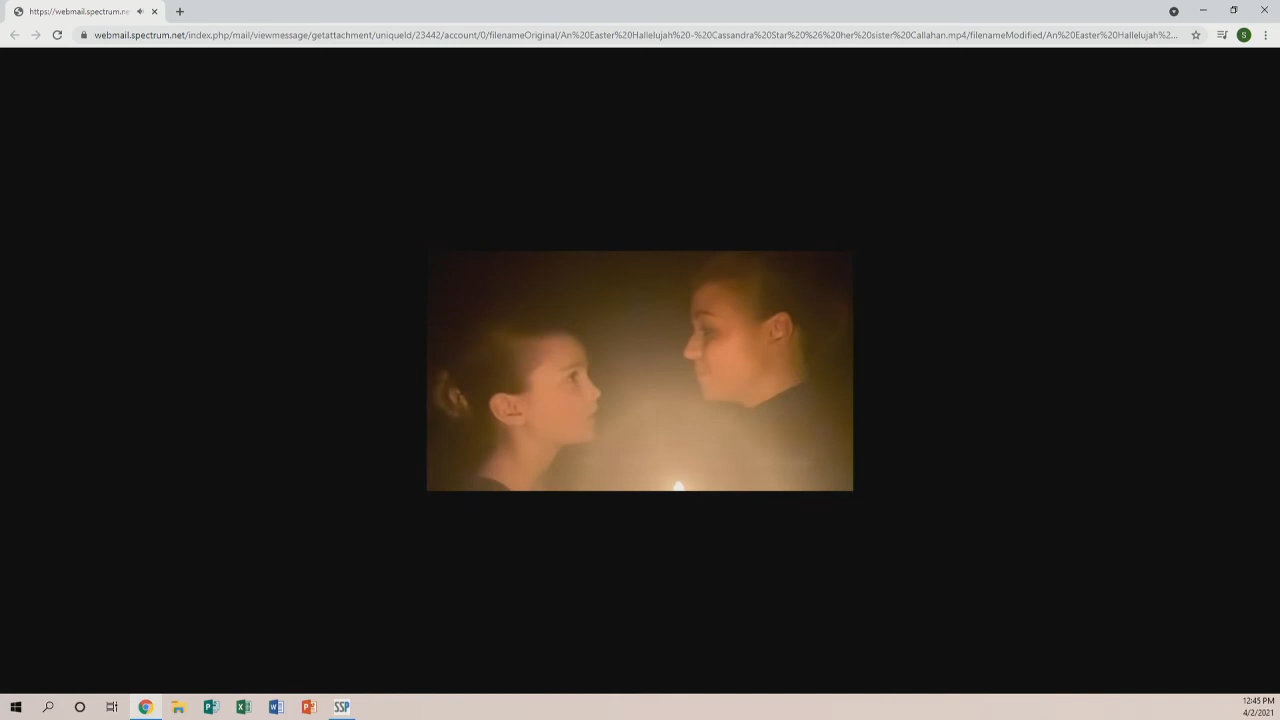 https://webmail.spectrum.ne
webmail.spectrum.net/index.php/mail/viewmessage/getattachment/uniqueId/23442/account/0/filenameOriginal/An%20Easter%20Hallelujah%20-%20Cassandra%20Star%20%26%20her%20sister%20Callahan.mp4/filenameModified/An%20Easter%20Hallelujah%2...
S
SSP
12:45 PM
4/2/2021